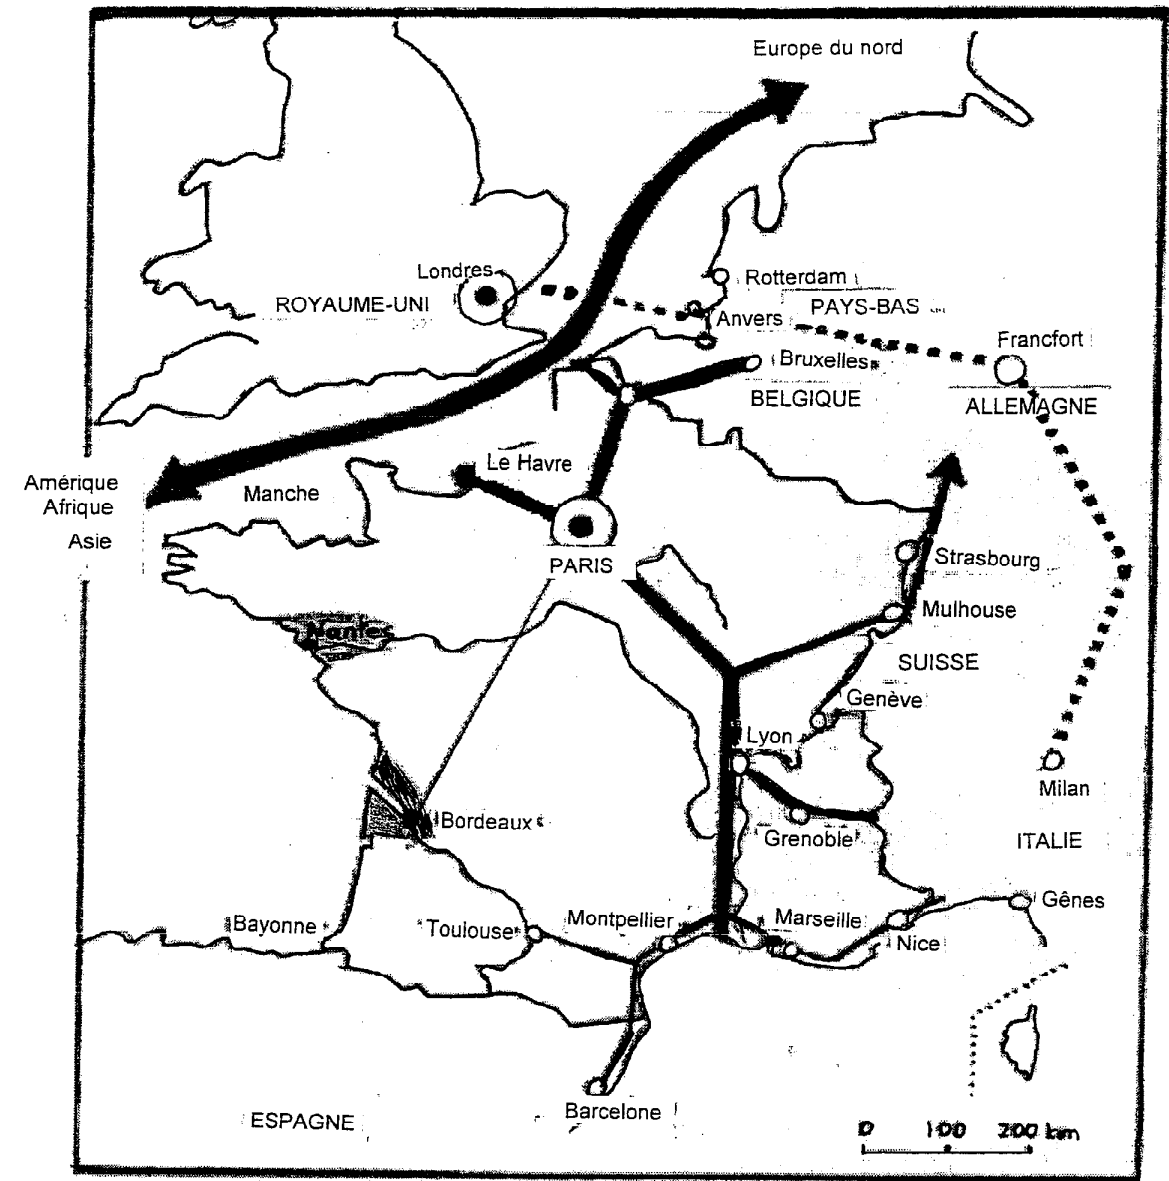 Europe du nord
Londres
ROYAUME-UNI
Rotterdam
PAYS-BAS
Anvers
Francfort
Bruxelles
BELGIQUE
ALLEMAGNE
Le Havre
Amérique
Afrique
Manche
Asie
PARIS
Strasbourg
Mulhouse
Nantes
SUISSE
Genève
Lyon
Milan
Bordeaux
Grenoble
ITALIE
Gênes
Bayonne
Toulouse
Montpellier
Marseille
Nice
Barcelone
ESPAGNE
0 100 200 km